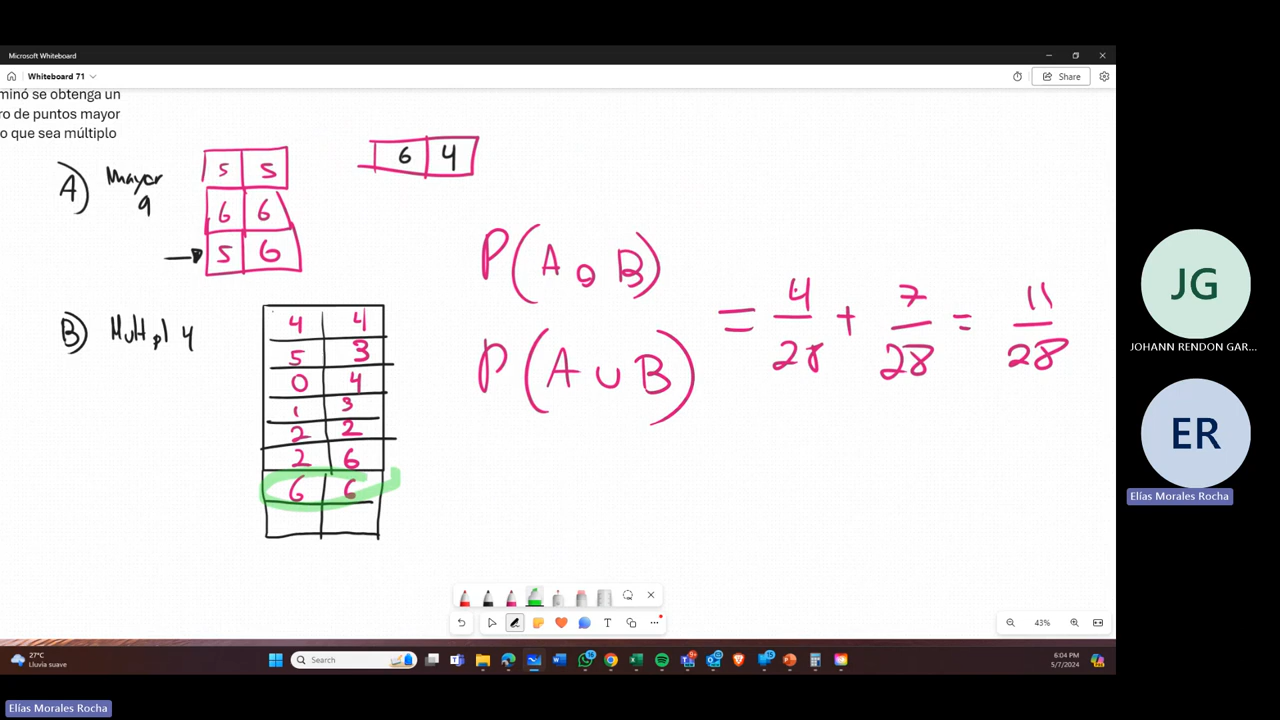 Microsoft Whiteboard
Whiteboard 71
Share
minó se obtenga un
ro de puntos mayor
o que sea múltiplo
A) Mayor
9
5 5
6 6
5 6
6 4
P(A o B)
P(A ∪ B)
= 4/28 + 7/28 = 11/28
B) Multipl 4
4 4
5 3
0 4
1 3
2 2
2 6
6 6
JG
JOHANN RENDON GAR...
ER
Elías Morales Rocha
43%
27°C
Lluvia suave
Search
16
9+
15
6:04 PM
5/7/2024
Elías Morales Rocha